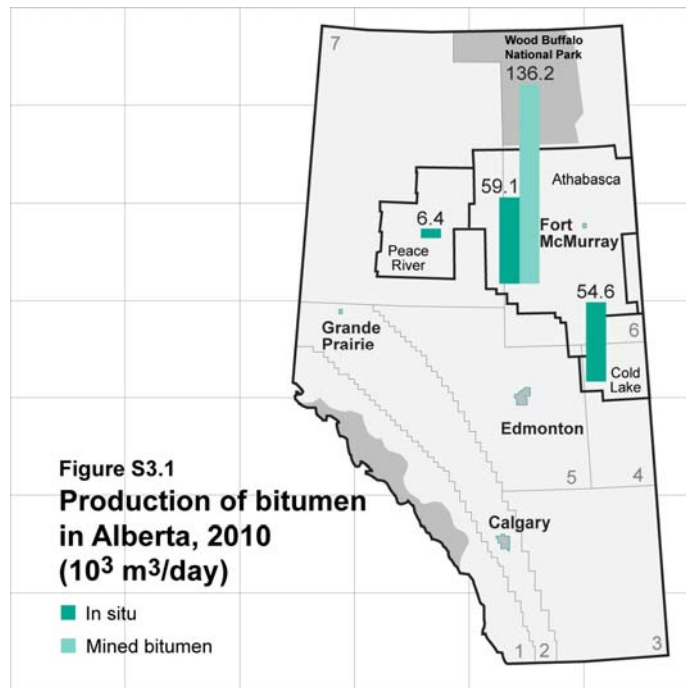 7
Wood Buffalo
National Park
136.2
Athabasca
59.1
6.4
Fort
McMurray
Peace
River
54.6
Grande
Prairie
6
Cold
Lake
Edmonton
Figure S3.1
Production of bitumen
in Alberta, 2010
(10³ m³/day)
5
4
Calgary
In situ
Mined bitumen
1
2
3